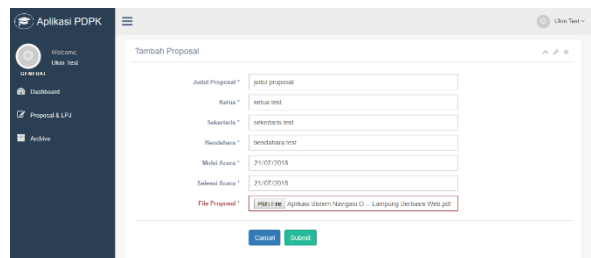 Aplikasi PDPK
Ukm Test
Welcome,
Ukm Test
GENERAL
Dashboard
Proposal & LPJ
Archive
Tambah Proposal
Judul Proposal * judul proposal
Ketua * ketua test
Sekertaris * sekertaris test
Bendahara * bendahara test
Mulai Acara * 21/07/2018
Selesai Acara * 21/07/2018
File Proposal * Pilih File Aplikasi Sistem Navigasi O... Lampung Berbasis Web.pdf
Cancel Submit